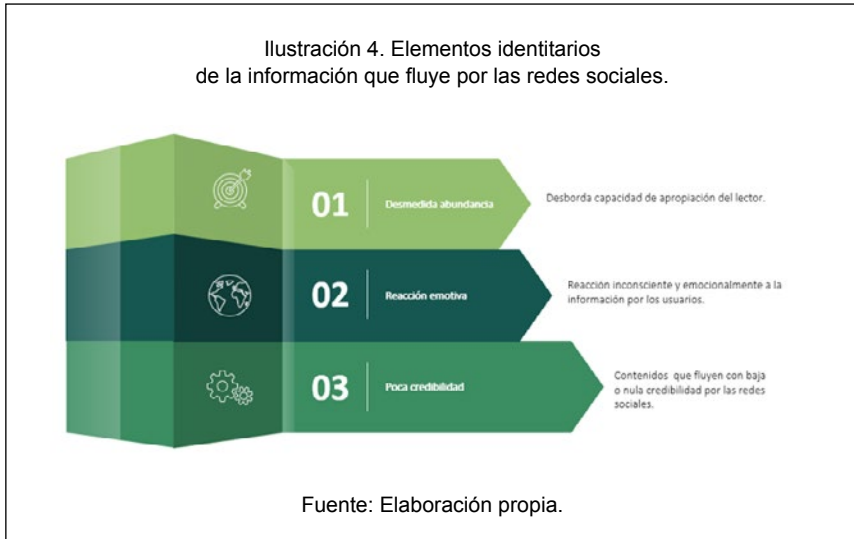 Ilustración 4. Elementos identitarios
de la información que fluye por las redes sociales.
01
Desmedida abundancia
Desborda capacidad de apropiación del lector.
02
Reacción emotiva
Reacción inconsciente y emocionalmente a la
información por los usuarios.
03
Poca credibilidad
Contenidos que fluyen con baja
o nula credibilidad por las redes
sociales.
Fuente: Elaboración propia.